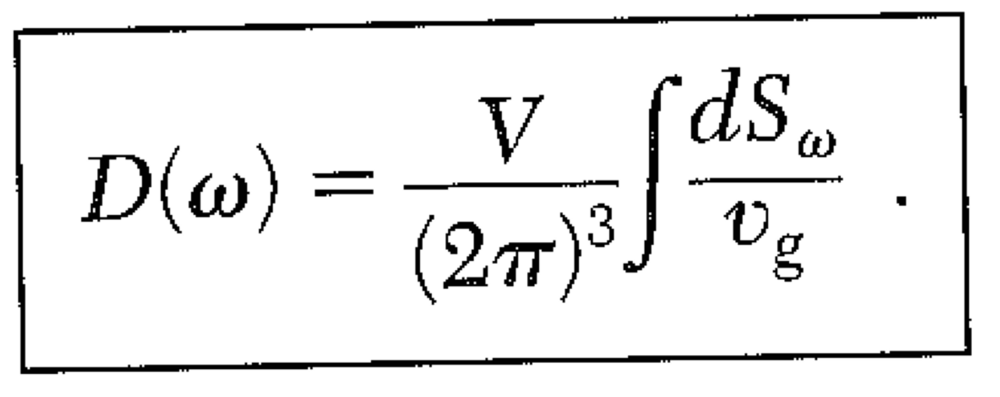 D(ω) = V/(2π)³ ∫ dS_ω/v_g .